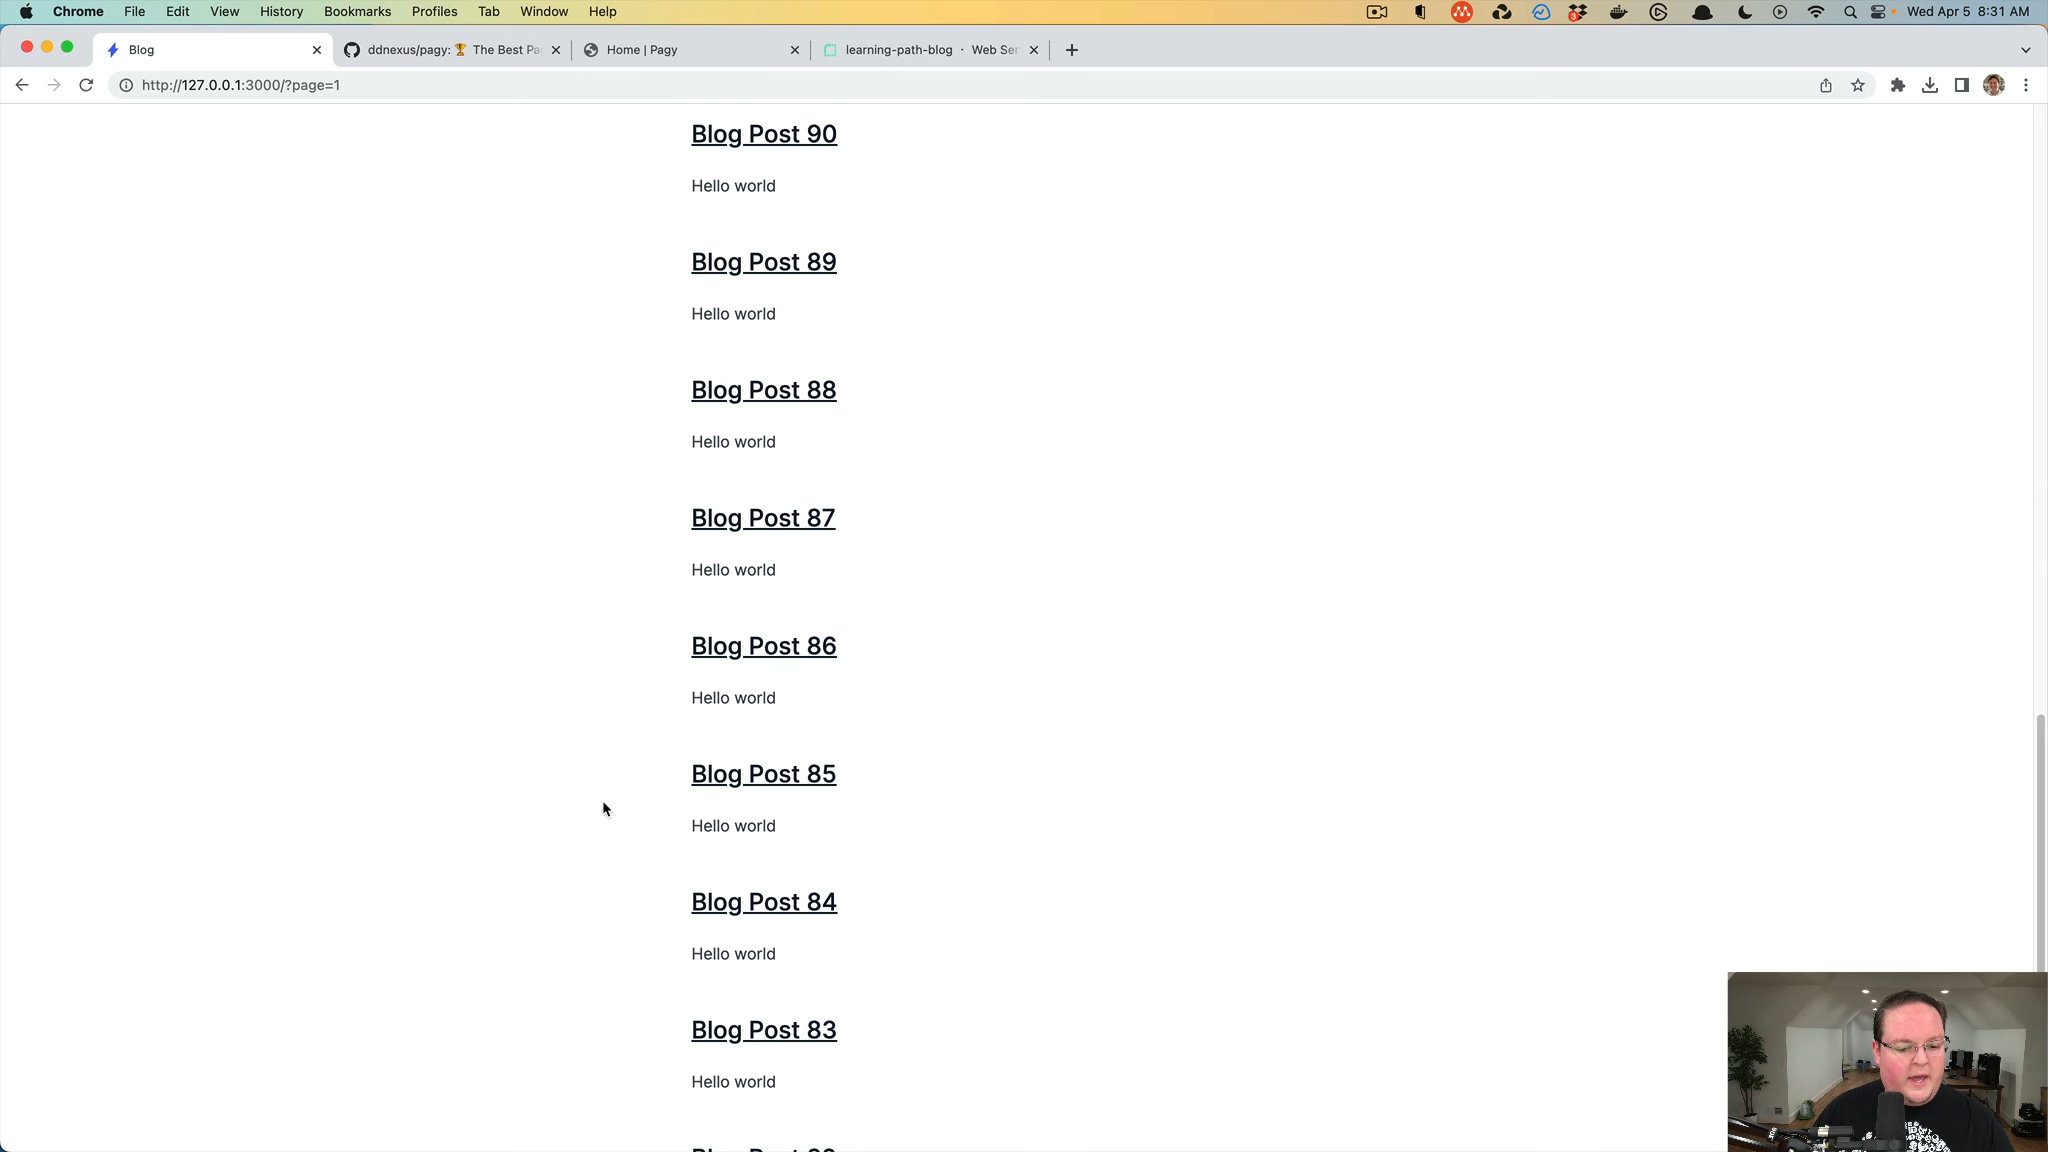 Chrome File Edit View History Bookmarks Profiles Tab Window Help
3
Wed Apr 5 8:31 AM
Blog
ddnexus/pagy: 🏆 The Best Pa
Home | Pagy
learning-path-blog · Web Ser
http://127.0.0.1:3000/?page=1
Blog Post 90
Hello world
Blog Post 89
Hello world
Blog Post 88
Hello world
Blog Post 87
Hello world
Blog Post 86
Hello world
Blog Post 85
Hello world
Blog Post 84
Hello world
Blog Post 83
Hello world